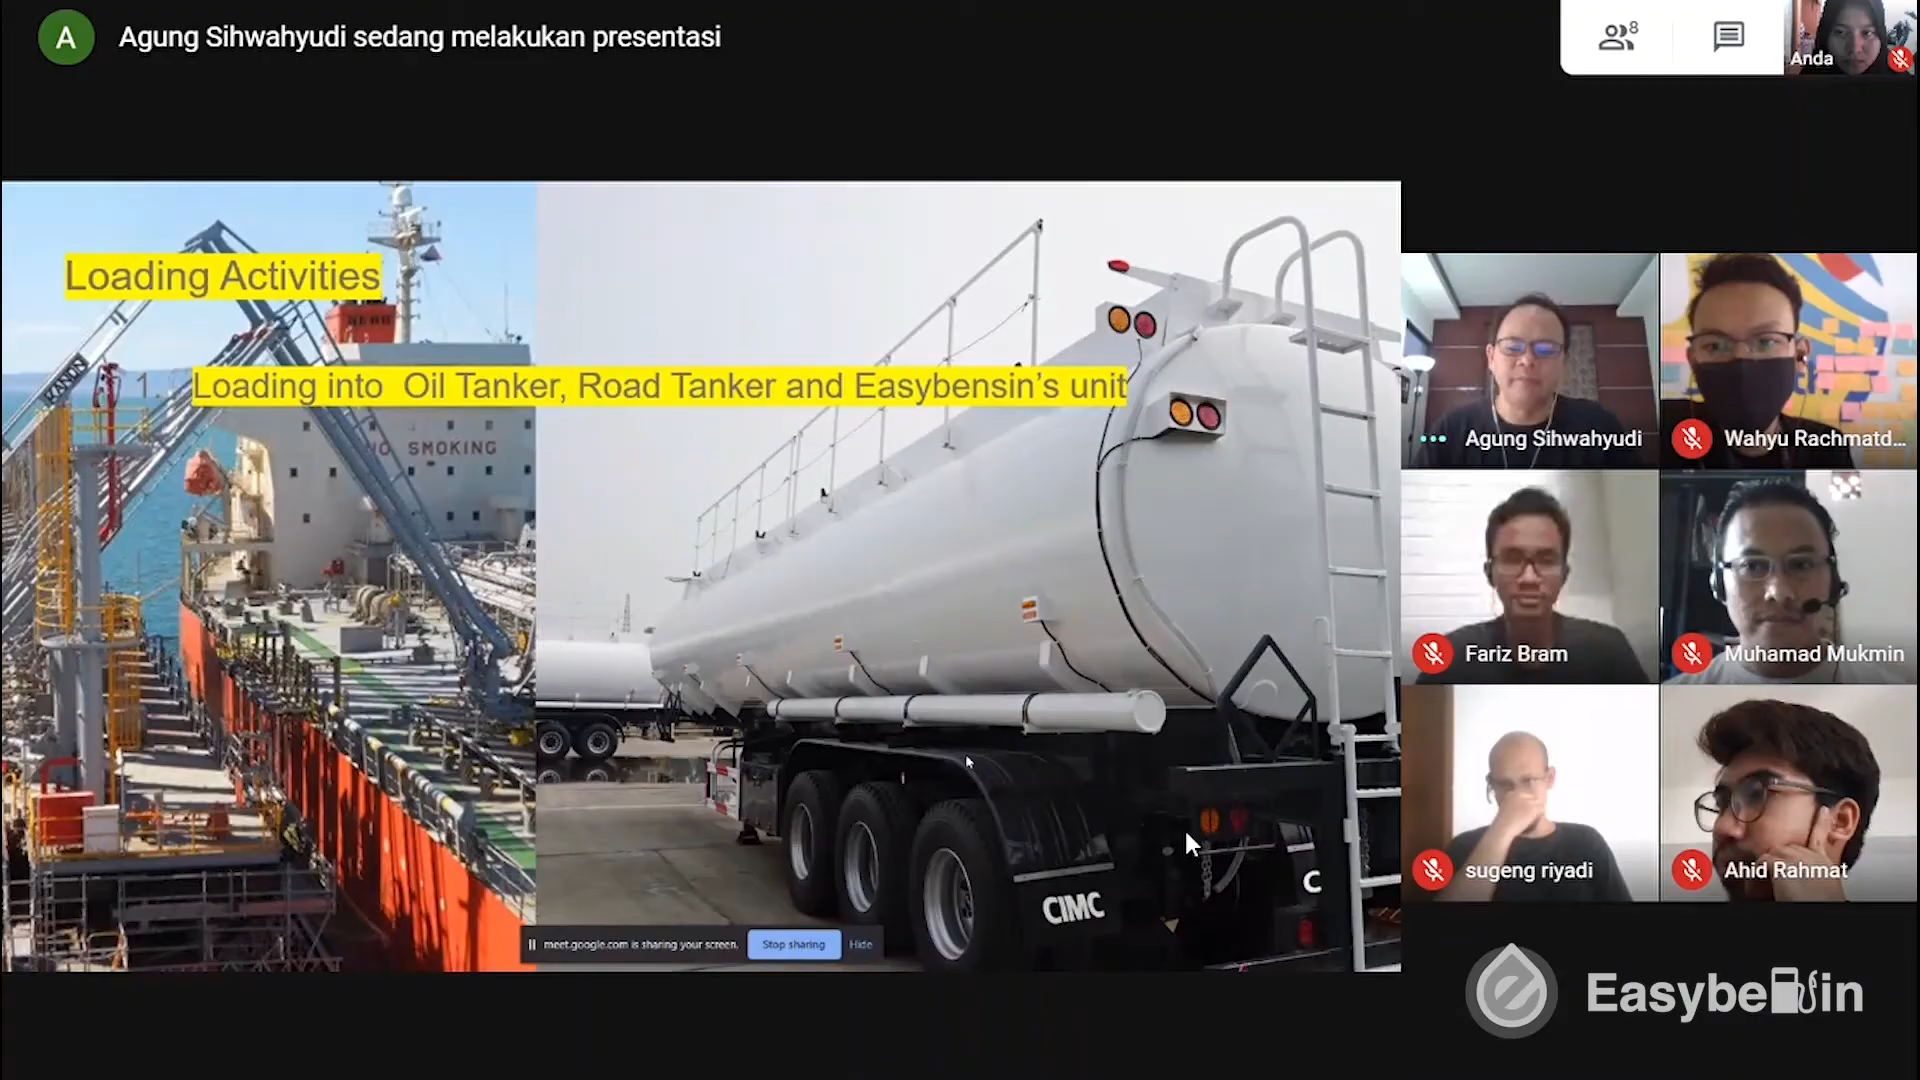 A
Agung Sihwahyudi sedang melakukan presentasi
8
Anda
Loading Activities
1. Loading into Oil Tanker, Road Tanker and Easybensin's unit
KANON
NO SMOKING
CIMC
C
meet.google.com is sharing your screen.
Stop sharing
Hide
Agung Sihwahyudi
Wahyu Rachmatd...
Fariz Bram
Muhamad Mukmin
sugeng riyadi
Ahid Rahmat
Easybensin